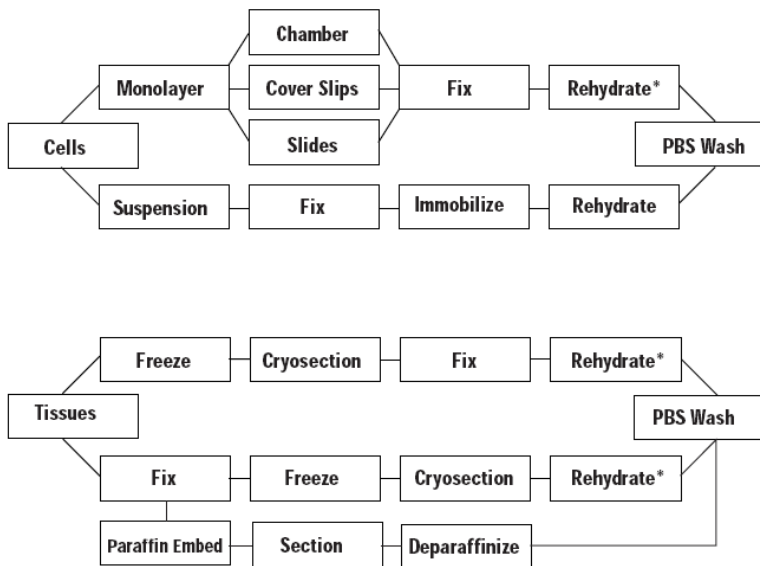 Chamber
Monolayer Cover Slips Fix Rehydrate*
Slides
Cells PBS Wash
Suspension Fix Immobilize Rehydrate
Freeze Cryosection Fix Rehydrate*
Tissues PBS Wash
Fix Freeze Cryosection Rehydrate*
Paraffin Embed Section Deparaffinize